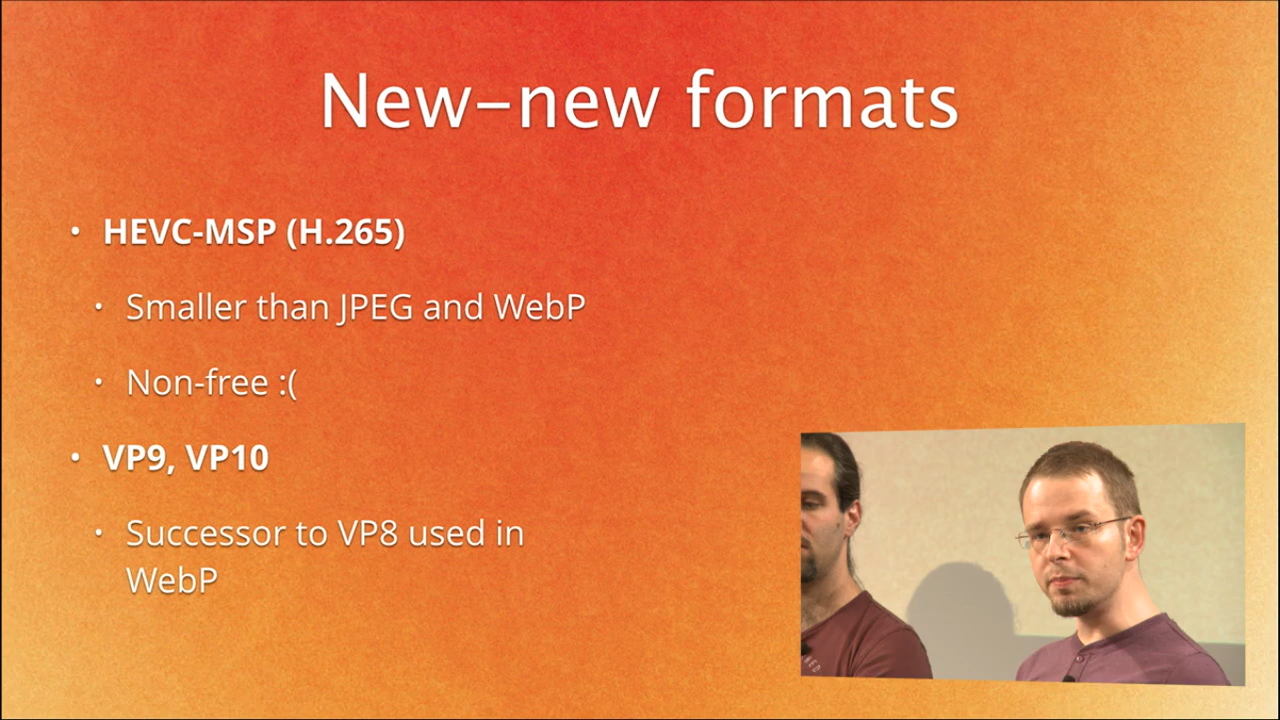 New-new formats
• HEVC-MSP (H.265)
• Smaller than JPEG and WebP
• Non-free :(
• VP9, VP10
• Successor to VP8 used in
WebP